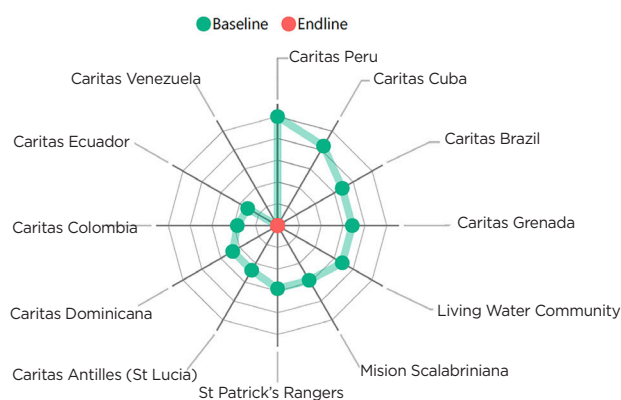 Baseline Endline
Caritas Peru
Caritas Venezuela
Caritas Cuba
Caritas Ecuador
Caritas Brazil
Caritas Colombia
Caritas Grenada
Caritas Dominicana
Living Water Community
Caritas Antilles (St Lucia)
Mision Scalabriniana
St Patrick's Rangers